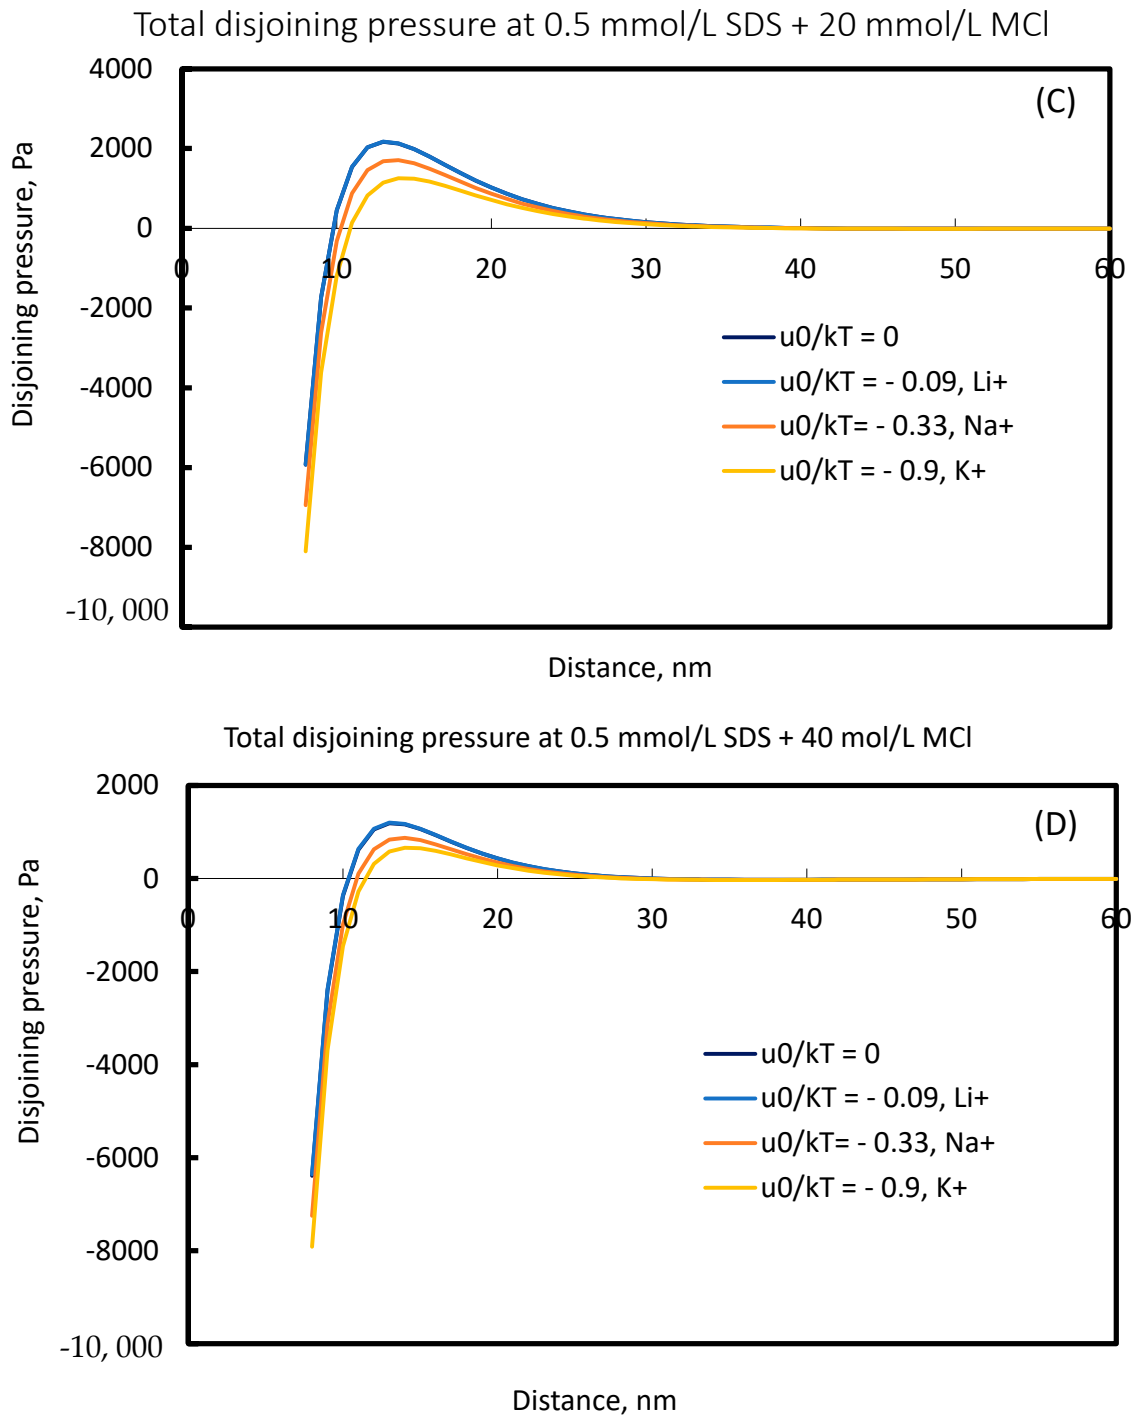 Total disjoining pressure at 0.5 mmol/L SDS + 20 mmol/L MCl
4000
(C)
2000
0
0 10 20 30 40 50 60
-2000
-4000
-6000
-8000
-10, 000
Disjoining pressure, Pa
u0/kT = 0
u0/KT = - 0.09, Li+
u0/kT= - 0.33, Na+
u0/kT = - 0.9, K+
Distance, nm
Total disjoining pressure at 0.5 mmol/L SDS + 40 mol/L MCl
2000
(D)
0
0 10 20 30 40 50 60
-2000
-4000
-6000
-8000
-10, 000
Disjoining pressure, Pa
u0/kT = 0
u0/KT = - 0.09, Li+
u0/kT= - 0.33, Na+
u0/kT = - 0.9, K+
Distance, nm